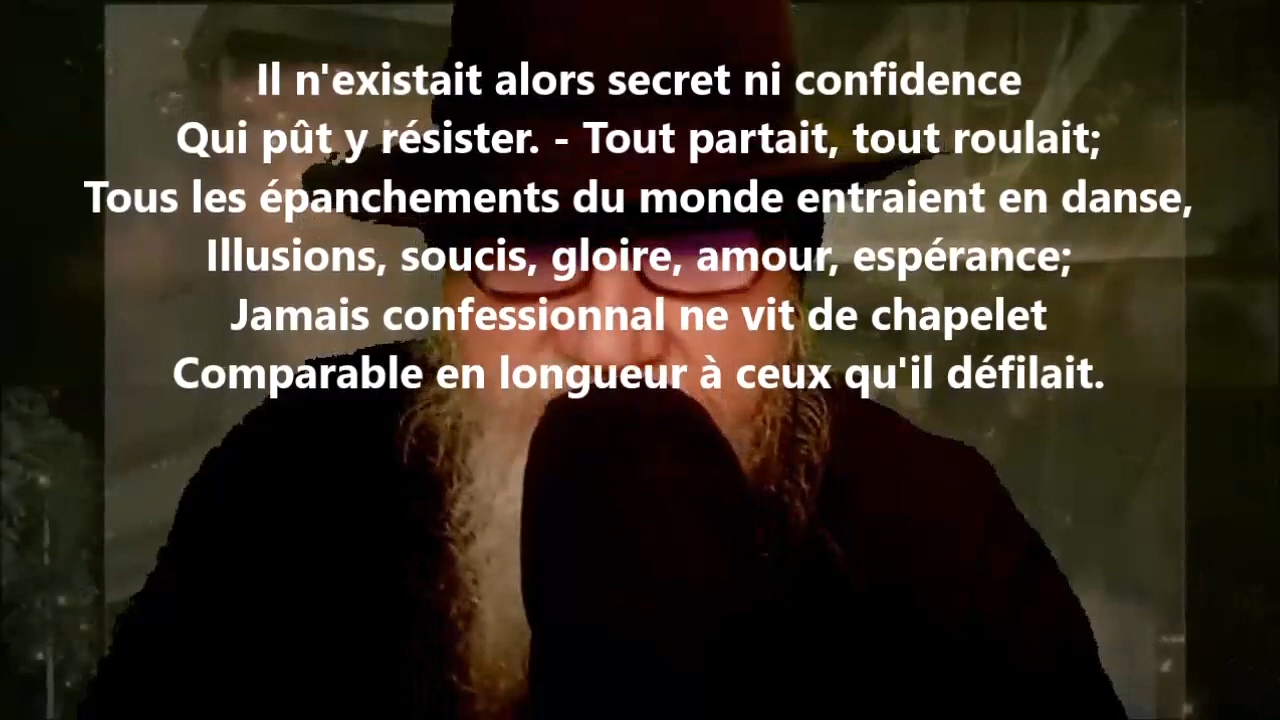 Il n'existait alors secret ni confidence
Qui pût y résister. - Tout partait, tout roulait;
Tous les épanchements du monde entraient en danse,
Illusions, soucis, gloire, amour, espérance;
Jamais confessionnal ne vit de chapelet
Comparable en longueur à ceux qu'il défilait.